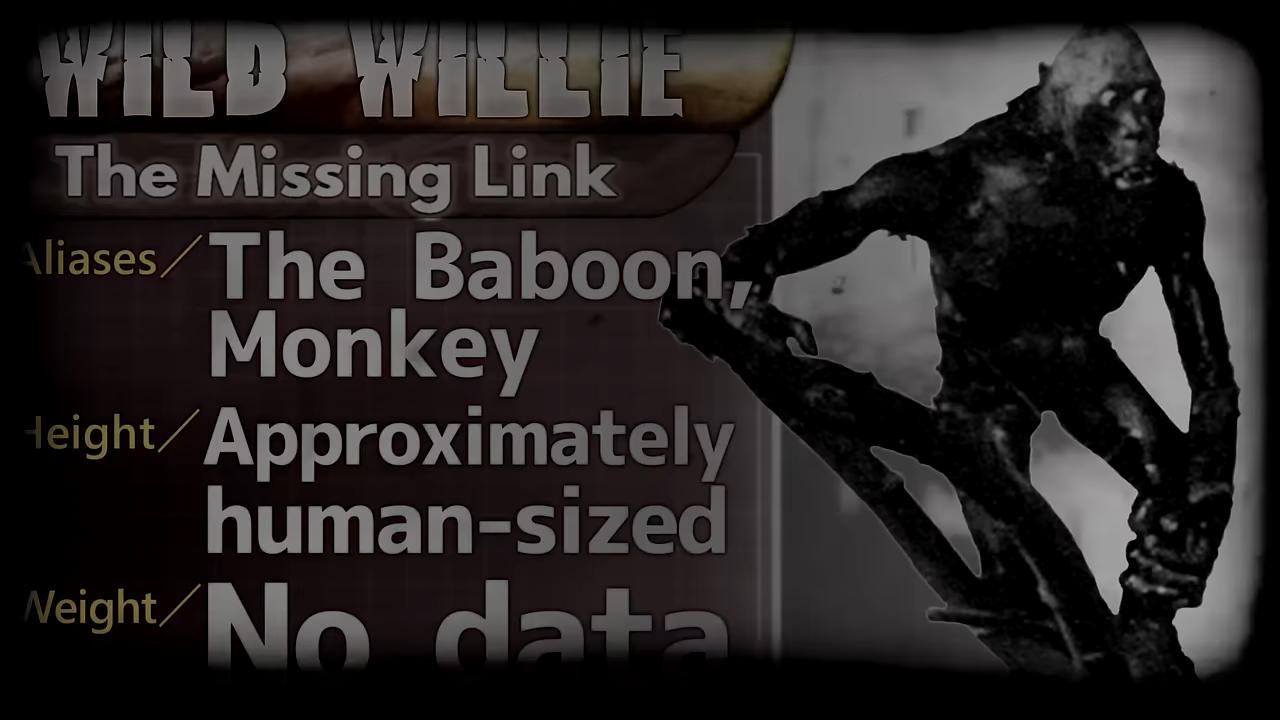 WILD WILLIE
The Missing Link
Aliases／The Baboon,
Monkey
Height／Approximately
human-sized
Weight／No data